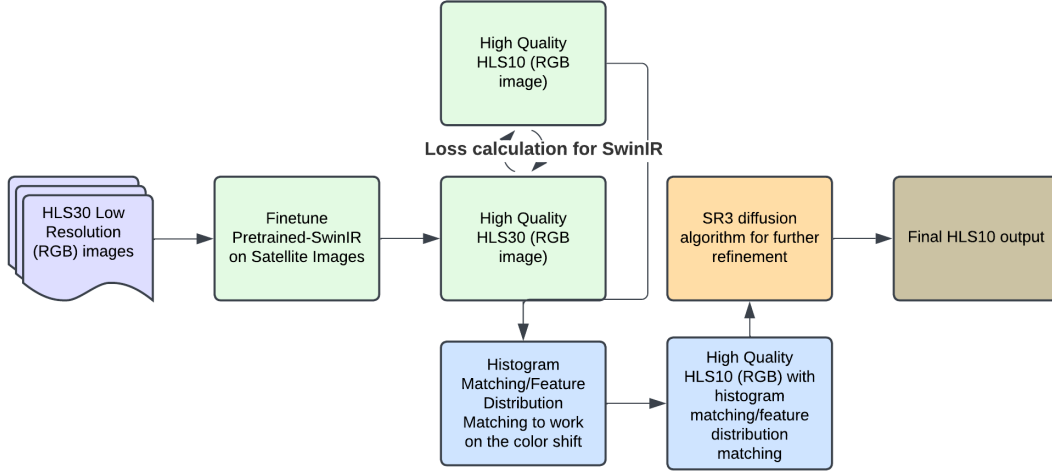 High Quality
HLS10 (RGB
image)
Loss calculation for SwinIR
HLS30 Low
Resolution
(RGB) images
Finetune
Pretrained-SwinIR
on Satellite Images
High Quality
HLS30 (RGB
image)
SR3 diffusion
algorithm for further
refinement
Final HLS10 output
Histogram
Matching/Feature
Distribution
Matching to work
on the color shift
High Quality
HLS10 (RGB) with
histogram
matching/feature
distribution
matching